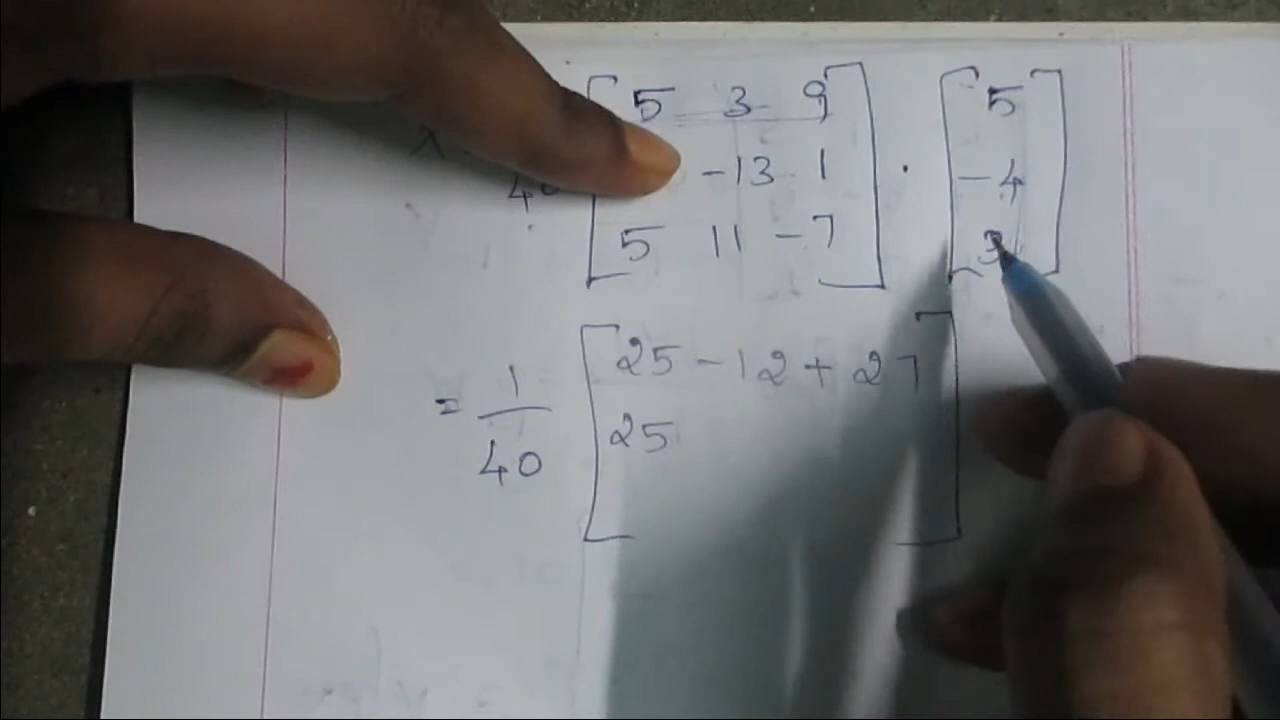 5 3 9 5
40 -13 1 . -4
5 11 -7 3
= 1/40 25 - 12 + 27
25